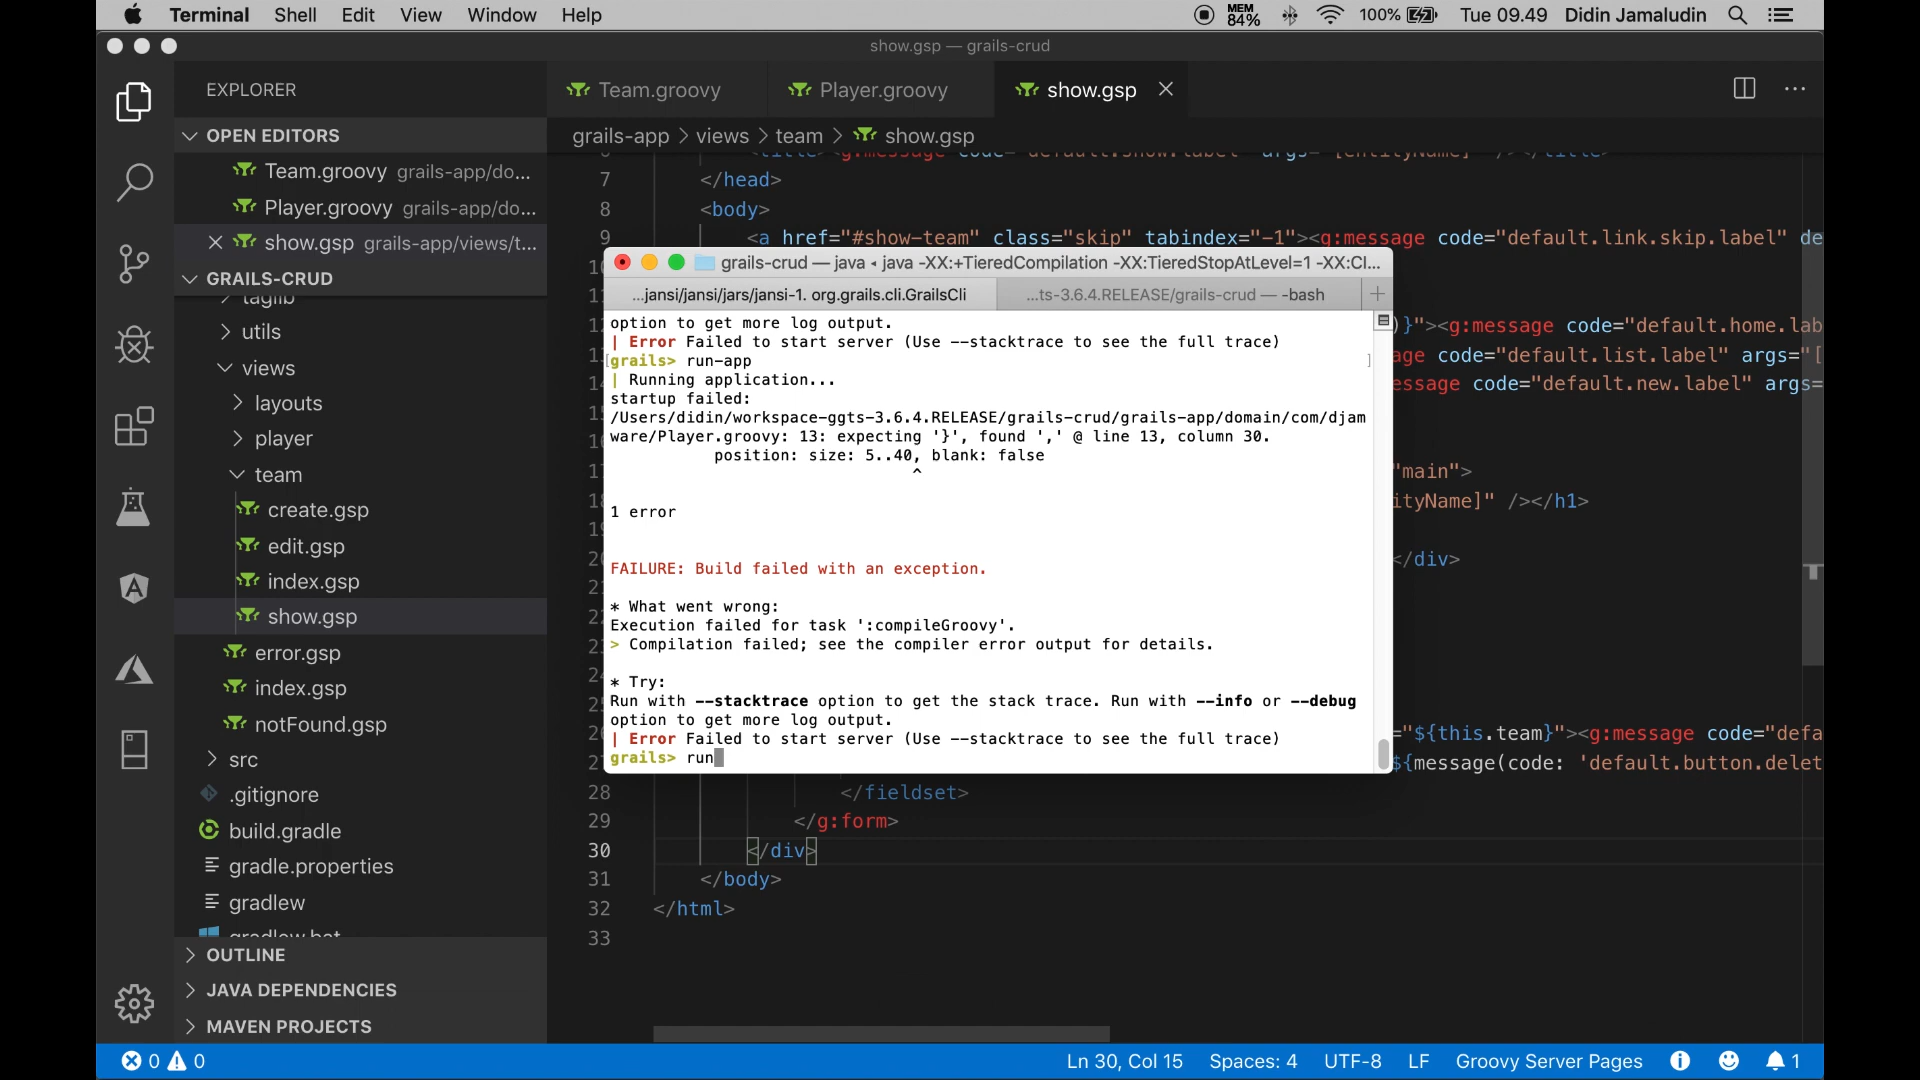 Terminal Shell Edit View Window Help MEM 84% 100% Tue 09.49 Didin Jamaludin
show.gsp — grails-crud
EXPLORER
Team.groovy Player.groovy show.gsp
OPEN EDITORS
grails-app > views > team > show.gsp
Team.groovy grails-app/do...
Player.groovy grails-app/do...
show.gsp grails-app/views/t...
GRAILS-CRUD
taglib
utils
views
layouts
player
team
create.gsp
edit.gsp
index.gsp
show.gsp
error.gsp
index.gsp
notFound.gsp
src
.gitignore
build.gradle
gradle.properties
gradlew
gradlew.bat
OUTLINE
JAVA DEPENDENCIES
MAVEN PROJECTS
7 </head>
8 <body>
9 <a href="#show-team" class="skip" tabindex="-1"><g:message code="default.link.skip.label" de
)}"><g:message code="default.home.lab
age code="default.list.label" args="[
essage code="default.new.label" args=
"main">
ityName]" /></h1>
</div>
="${this.team}"><g:message code="defa
${message(code: 'default.button.delet
28 </fieldset>
29 </g:form>
30 </div>
31 </body>
32 </html>
33
grails-crud — java ◂ java -XX:+TieredCompilation -XX:TieredStopAtLevel=1 -XX:CI...
...jansi/jansi/jars/jansi-1. org.grails.cli.GrailsCli ...ts-3.6.4.RELEASE/grails-crud — -bash +
option to get more log output.
| Error Failed to start server (Use --stacktrace to see the full trace)
[grails> run-app ]
| Running application...
startup failed:
/Users/didin/workspace-ggts-3.6.4.RELEASE/grails-crud/grails-app/domain/com/djam
ware/Player.groovy: 13: expecting '}', found ',' @ line 13, column 30.
position: size: 5..40, blank: false
^
1 error
FAILURE: Build failed with an exception.
* What went wrong:
Execution failed for task ':compileGroovy'.
> Compilation failed; see the compiler error output for details.
* Try:
Run with --stacktrace option to get the stack trace. Run with --info or --debug
option to get more log output.
| Error Failed to start server (Use --stacktrace to see the full trace)
grails> run
0 0 Ln 30, Col 15 Spaces: 4 UTF-8 LF Groovy Server Pages 1